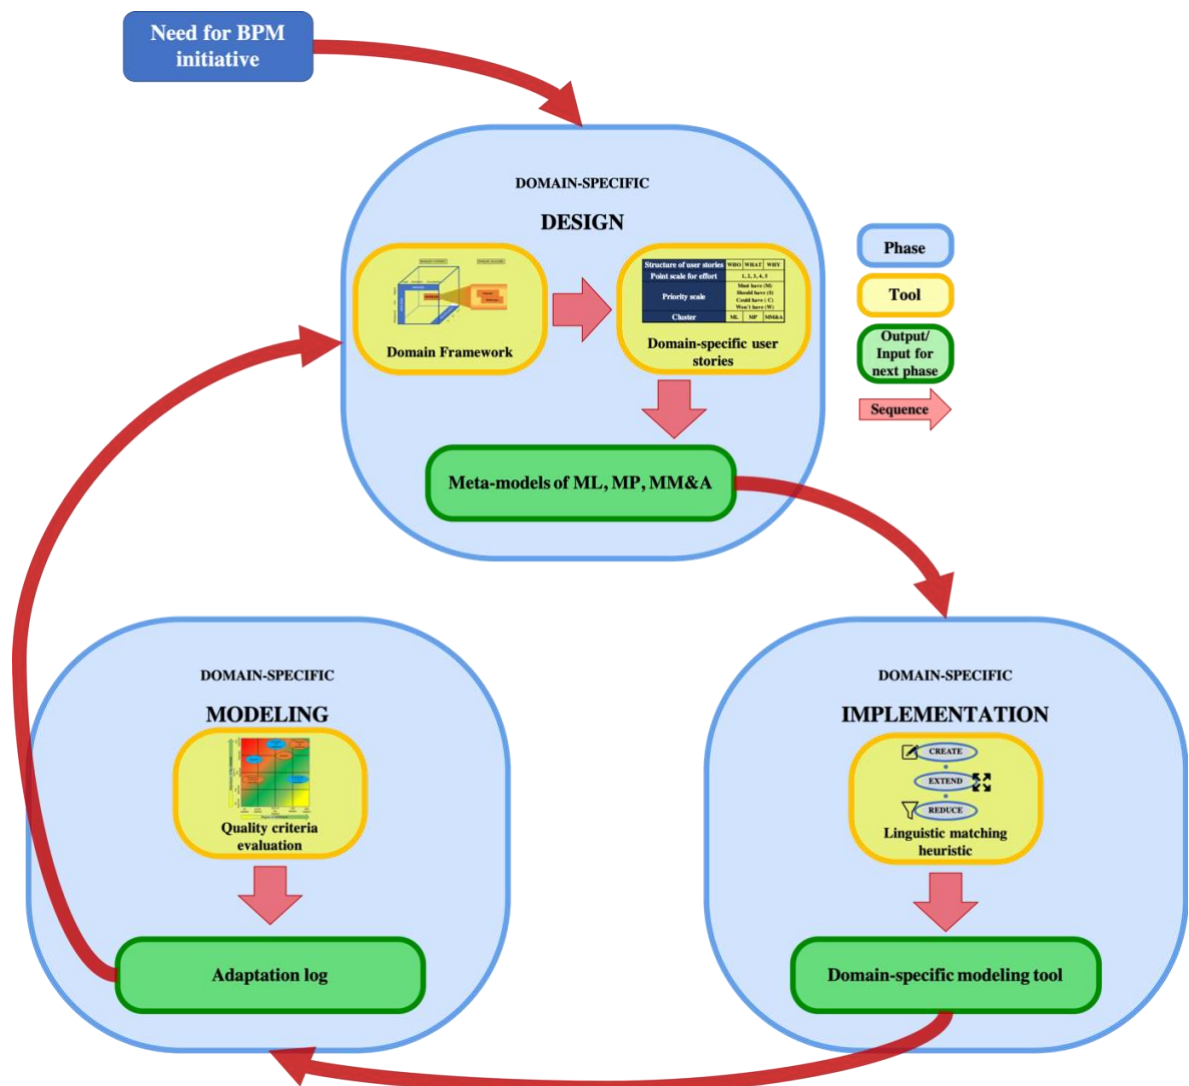 Need for BPM
initiative
DOMAIN-SPECIFIC
DESIGN
Domain Framework
Structure of user stories WHO WHAT WHY
Point scale for effort 1, 2, 3, 4, 5
Priority scale
Must have (M)
Should have (S)
Could have ( C)
Won't have (W)
Cluster ML MP MM&A
Domain-specific user
stories
Meta-models of ML, MP, MM&A
Phase
Tool
Output/
Input for
next phase
Sequence
DOMAIN-SPECIFIC
MODELING
Quality criteria
evaluation
Adaptation log
DOMAIN-SPECIFIC
IMPLEMENTATION
CREATE
EXTEND
REDUCE
Linguistic matching
heuristic
Domain-specific modeling tool